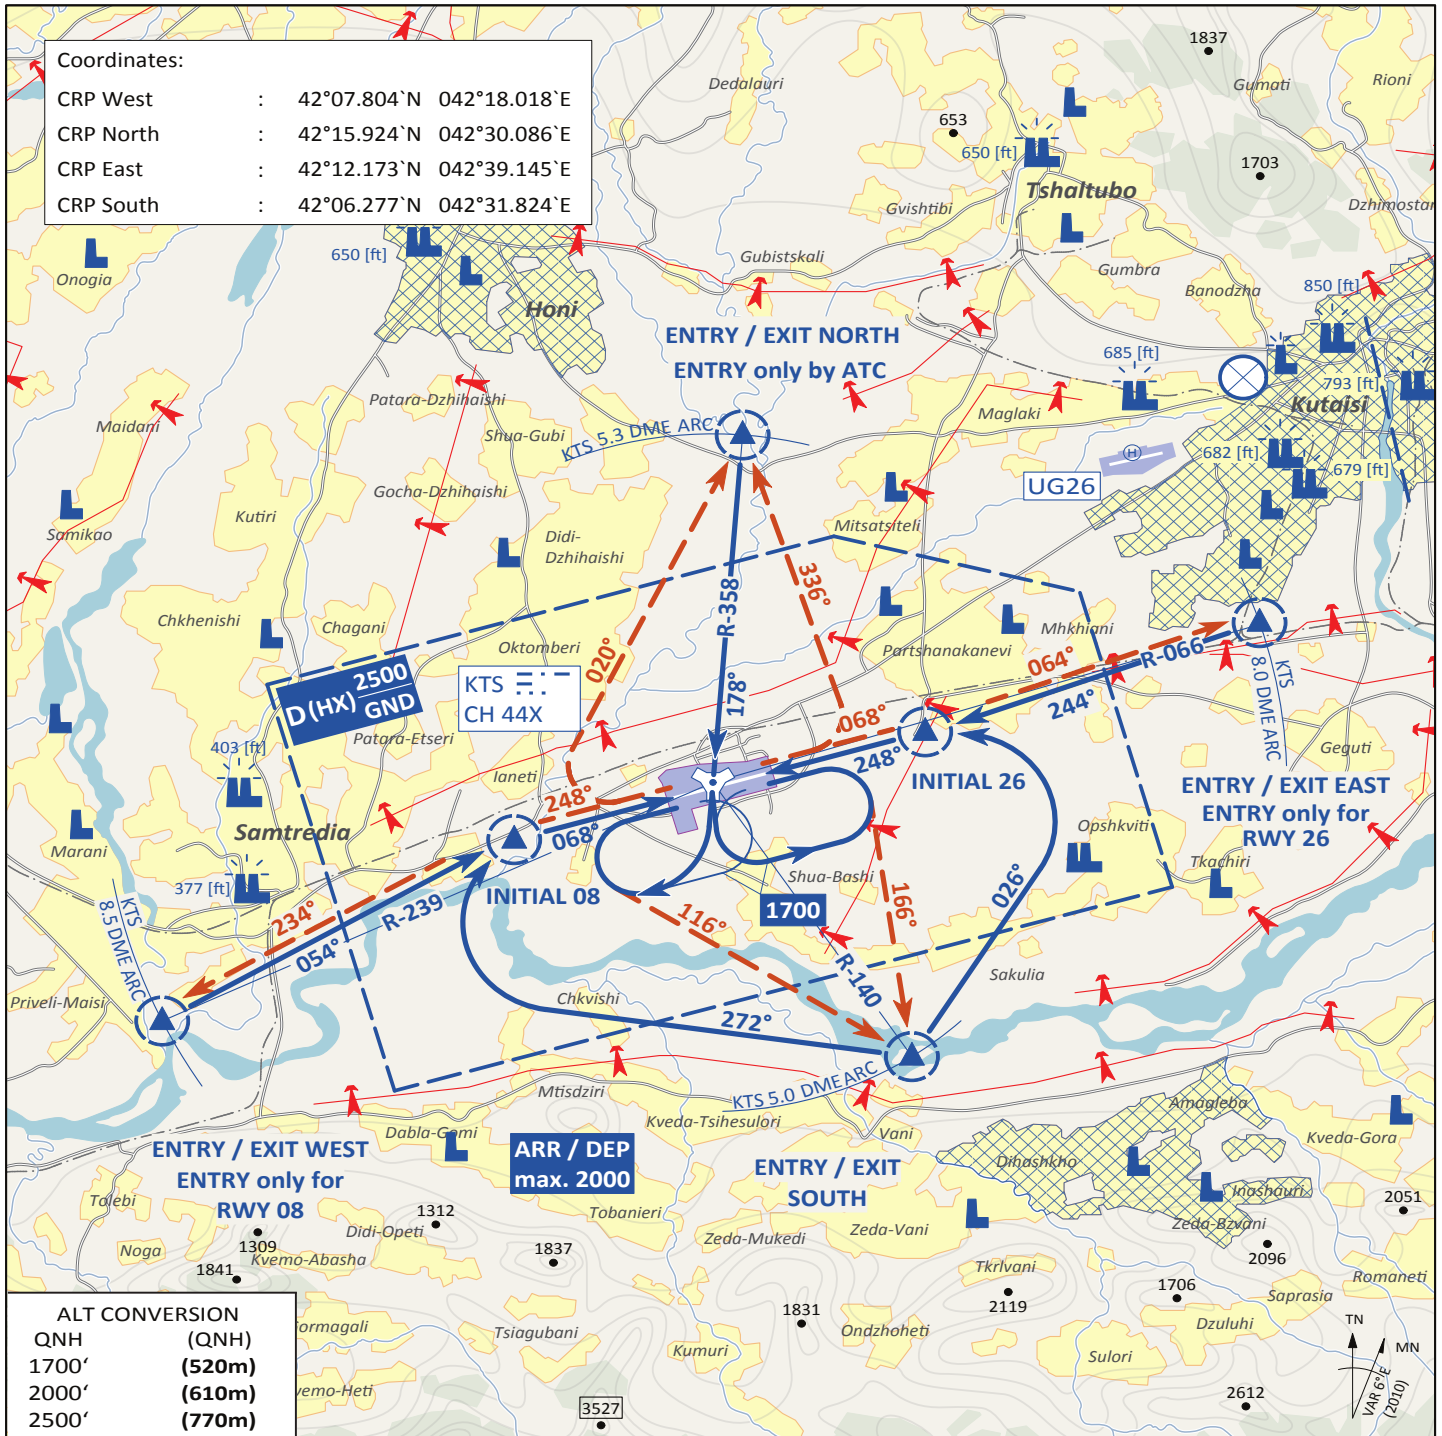 Coordinates:
CRP West : 42°07.804`N 042°18.018`E
CRP North : 42°15.924`N 042°30.086`E
CRP East : 42°12.173`N 042°39.145`E
CRP South : 42°06.277`N 042°31.824`E
1837
Gumati
Rioni
Dedalauri
653
650 [ft]
1703
Tshaltubo
Gvishtibi
Dzhimostar
650 [ft]
Onogia
Gubistskali
Gumbra
Banodzha
850 [ft]
Honi
ENTRY / EXIT NORTH
ENTRY only by ATC
685 [ft]
793 [ft]
Kutaisi
Patara-Dzhihaishi
Maidani
Shua-Gubi
KTS 5.3 DME ARC
Maglaki
682 [ft]
679 [ft]
H
UG26
Gocha-Dzhihaishi
Kutiri
Samikao
Didi-
Dzhihaishi
Mitsatsiteli
336°
R-358
Chkhenishi
Chagani
Oktomberi
020°
Partshanakanevi
Mhkhiani
064°
R-066
KTS
8.0 DME ARC
D (HX) 2500
GND
KTS
CH 44X
178°
068°
244°
Patara-Etseri
403 [ft]
Ianeti
248°
248°
INITIAL 26
Geguti
ENTRY / EXIT EAST
ENTRY only for
RWY 26
Samtredia
068°
Opshkviti
Marani
Tkachiri
377 [ft]
INITIAL 08
Shua-Bashi
1700
026°
166°
116°
KTS
8.5 DME ARC
234°
R-239
054°
R-140
Sakulia
Priveli-Maisi
Chkvishi
272°
KTS 5.0 DME ARC
Mtisdziri
Kveda-Tsihesulori
Vani
Amagleba
Kveda-Gora
Dabla-Gomi
ENTRY / EXIT WEST
ENTRY only for
RWY 08
ARR / DEP
max. 2000
ENTRY / EXIT
SOUTH
Dihashkho
Inashauri
Tolebi
Zeda-Bzvani
2051
1312
Tobanieri
Didi-Opeti
Zeda-Mukedi
Zeda-Vani
Noga
1309
Kvemo-Abasha
1841
1837
2096
Tkrlvani
2119
1706
Romaneti
Saprasia
ALT CONVERSION
QNH (QNH)
1700‘ (520m)
2000‘ (610m)
2500‘ (770m)
ormagali
Tsiagubani
1831
Ondzhoheti
Kumuri
Dzuluhi
Sulori
vemo-Heti
3527
2612
TN
MN
VAR 6°E
(2010)